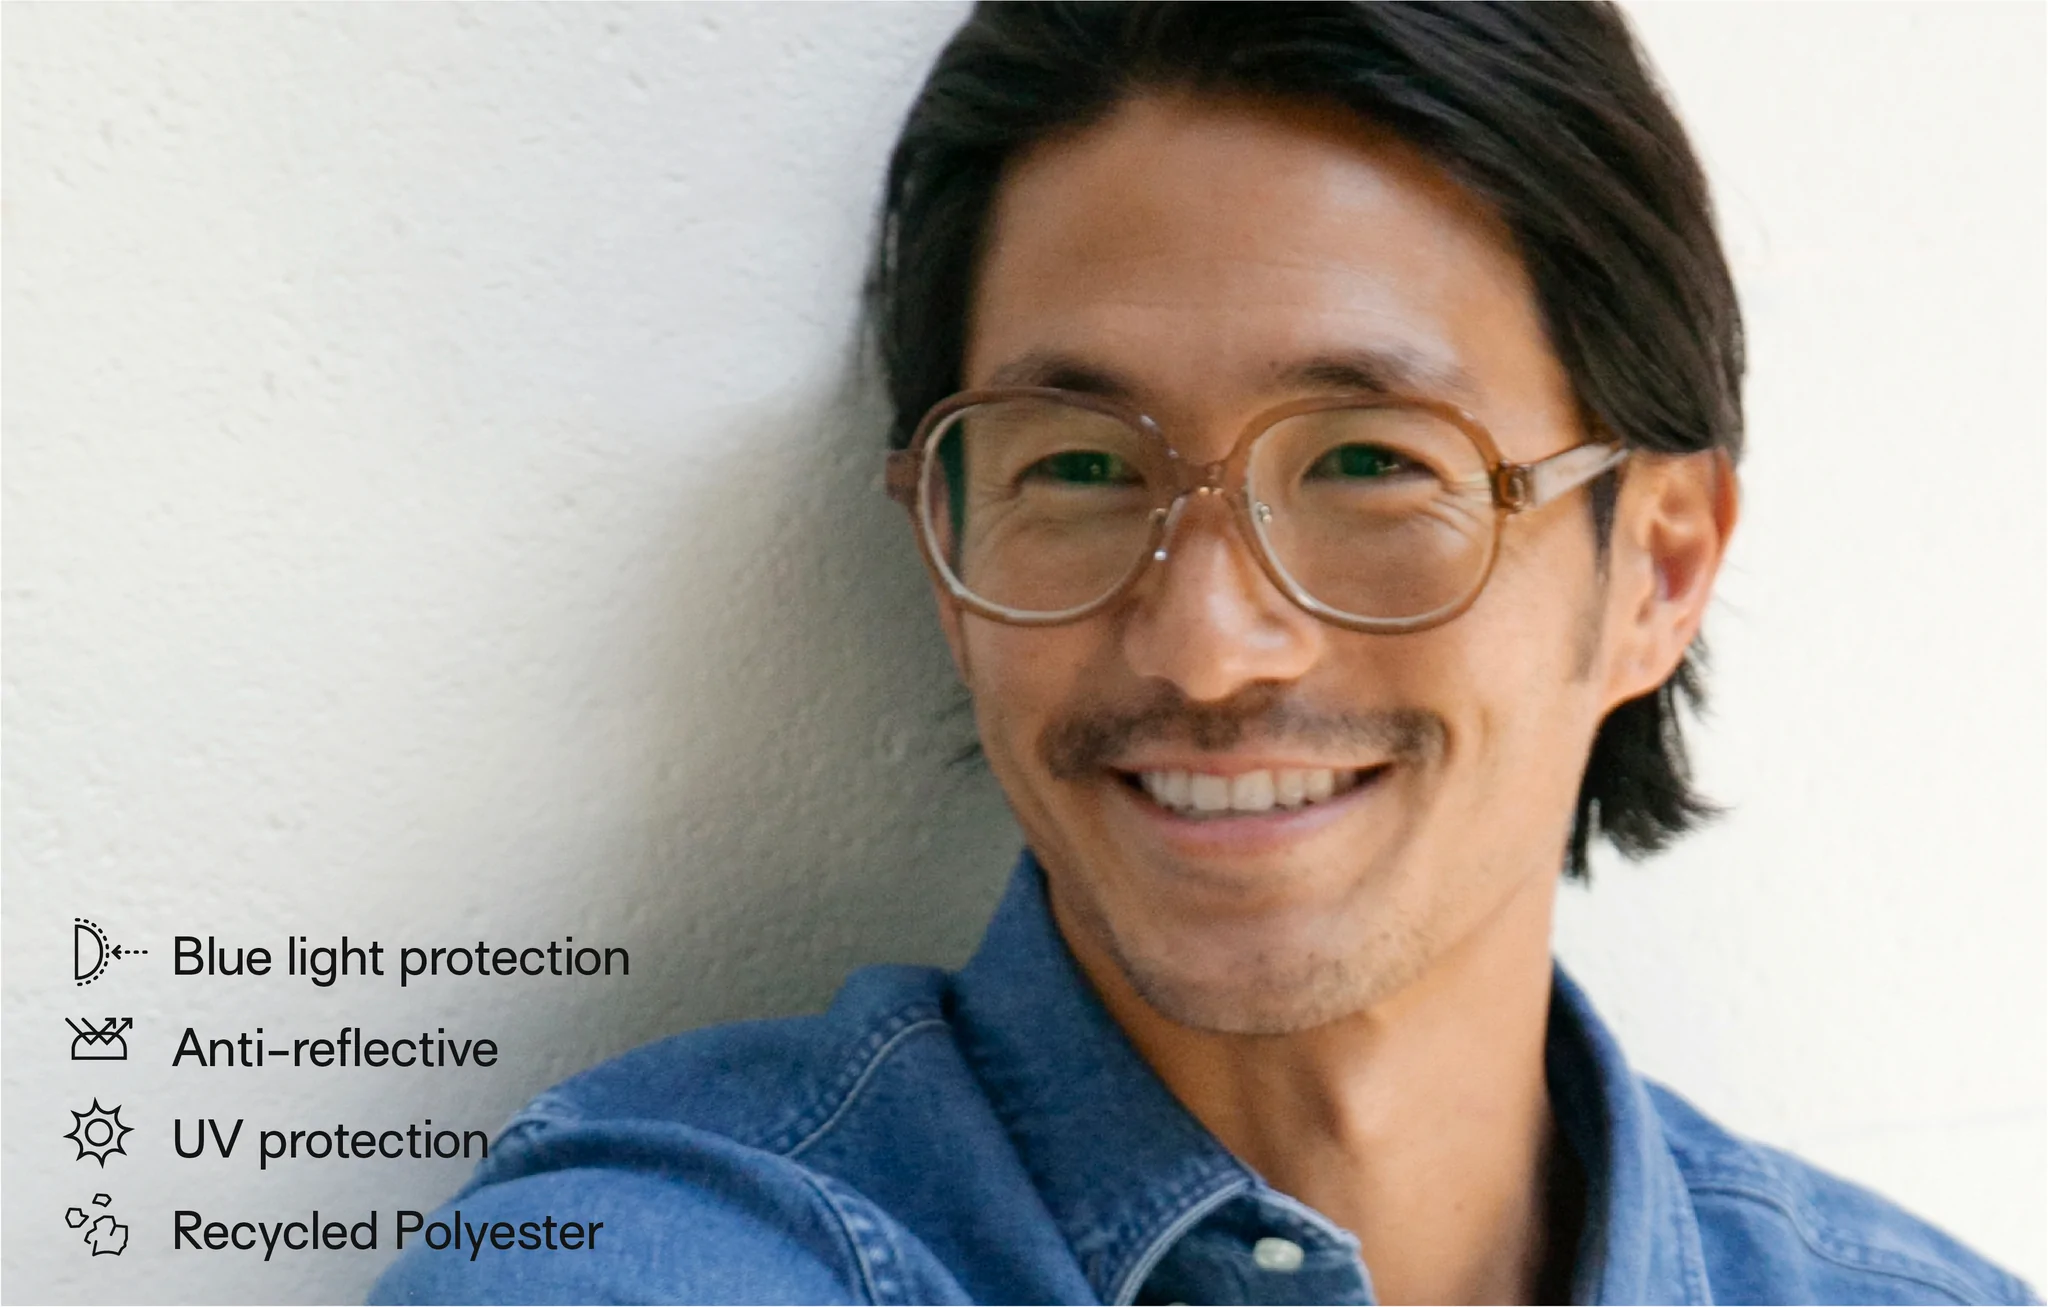 Blue light protection
Anti-reflective
UV protection
Recycled Polyester